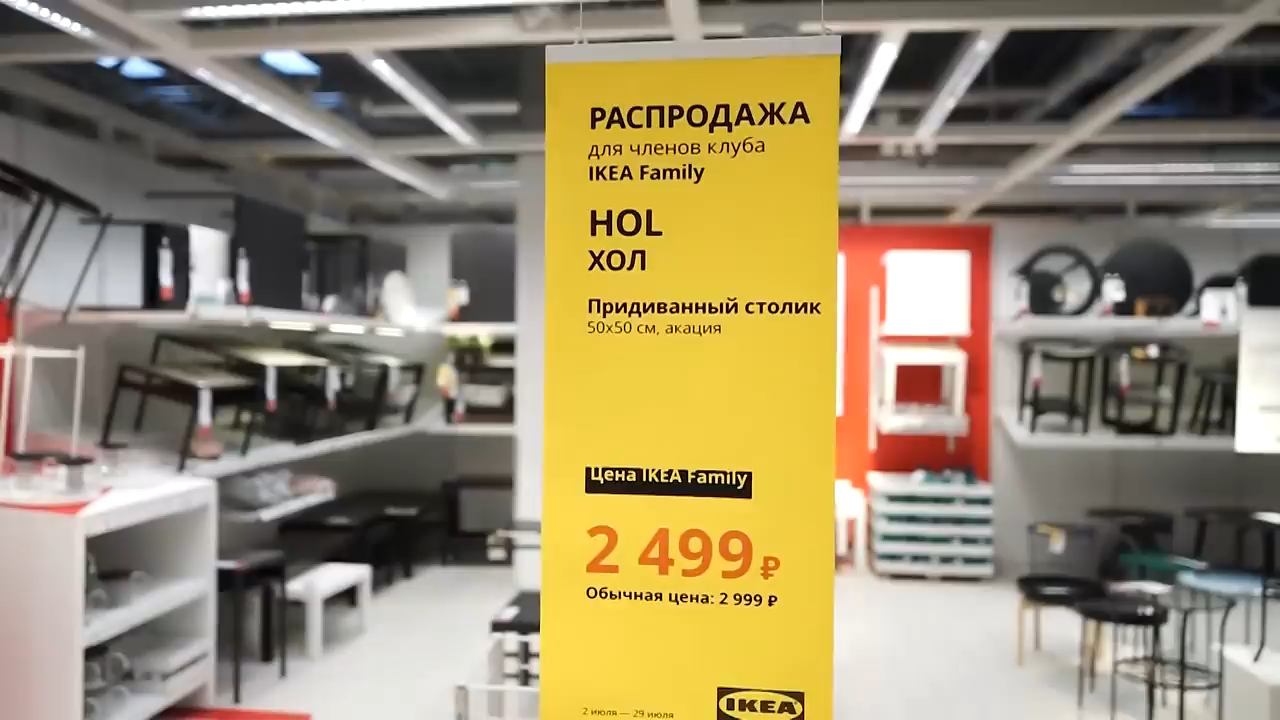 РАСПРОДАЖА
для членов клуба
IKEA Family
HOL
ХОЛ
Придиванный столик
50x50 см, акация
Цена IKEA Family
2 499 ₽
Обычная цена: 2 999 ₽
2 июля — 29 июля
IKEA